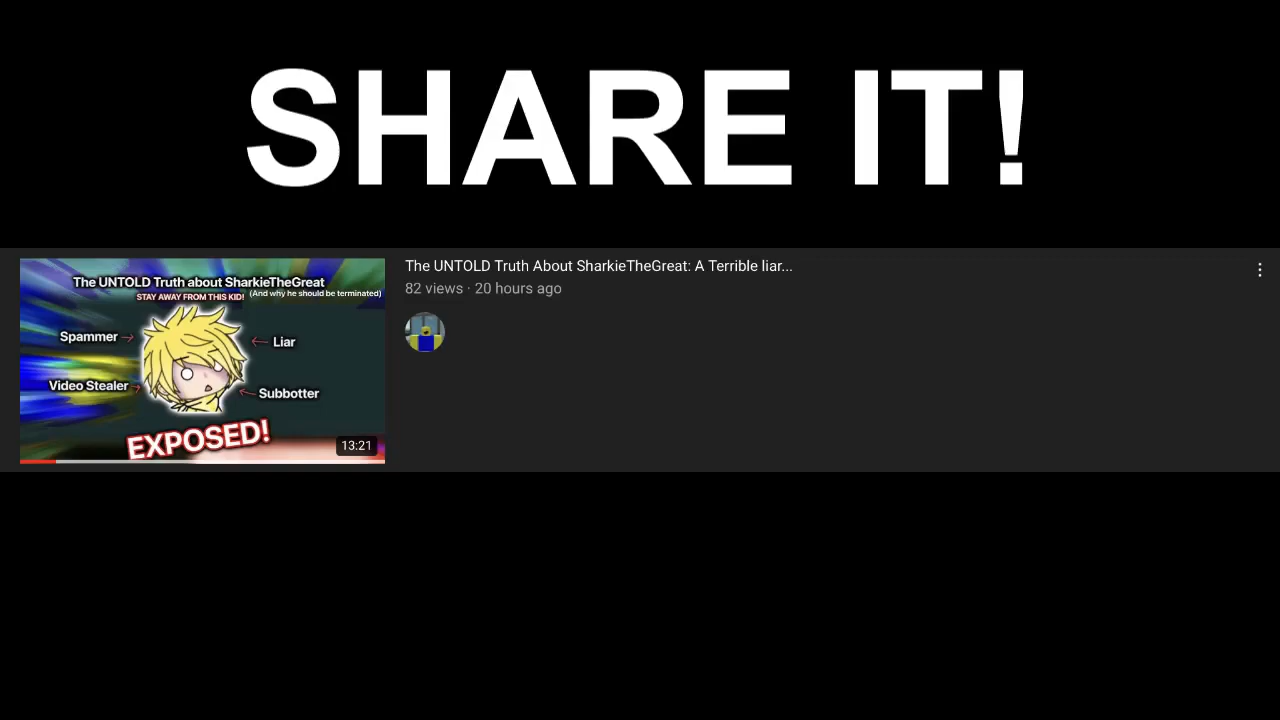 SHARE IT!
The UNTOLD Truth about SharkieTheGreat
STAY AWAY FROM THIS KID! (And why he should be terminated)
Spammer
Liar
Video Stealer
Subbotter
EXPOSED!
13:21
The UNTOLD Truth About SharkieTheGreat: A Terrible liar...
82 views · 20 hours ago